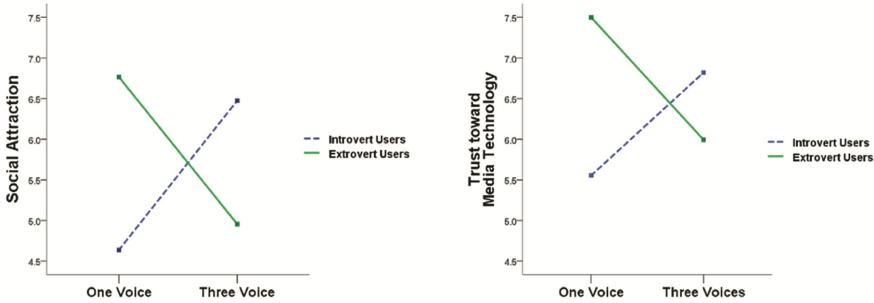 Social Attraction
7.5
7.0
6.5
6.0
5.5
5.0
4.5
One Voice
Three Voice
Introvert Users
Extrovert Users
Trust toward
Media Technology
7.5
7.0
6.5
6.0
5.5
5.0
4.5
One Voice
Three Voices
Introvert Users
Extrovert Users